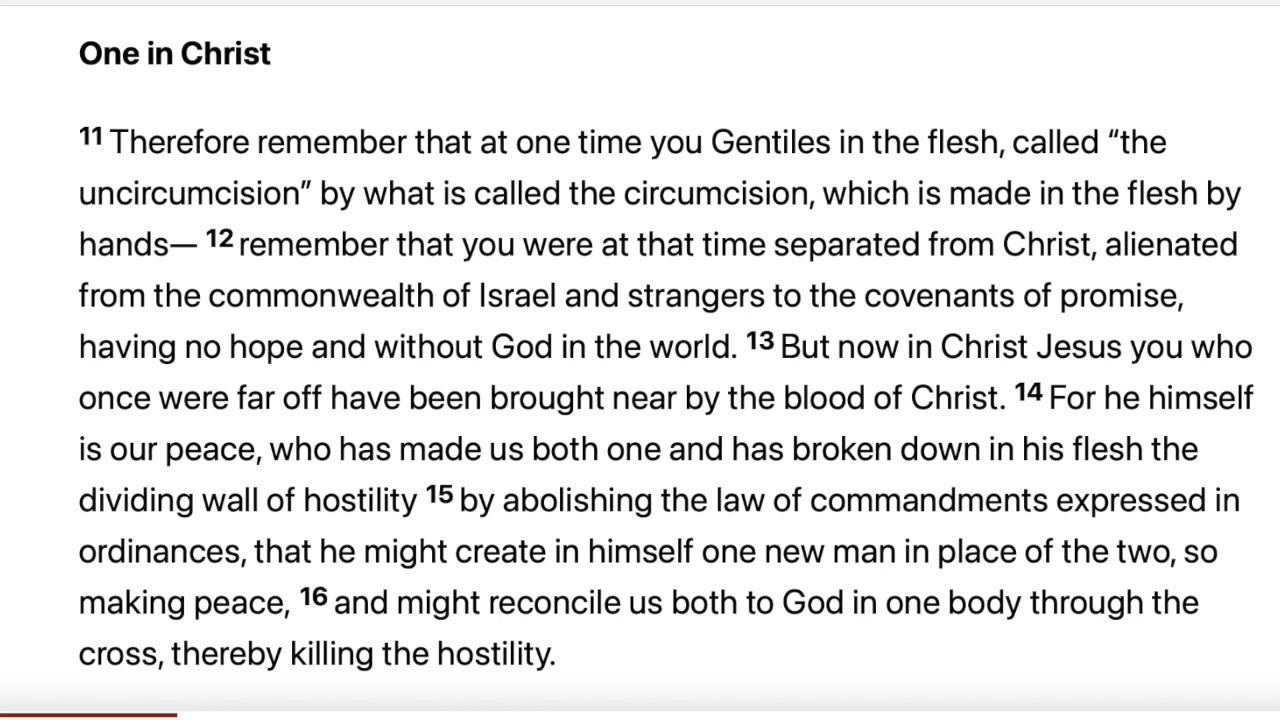 One in Christ
11 Therefore remember that at one time you Gentiles in the flesh, called “the
uncircumcision” by what is called the circumcision, which is made in the flesh by
hands— 12 remember that you were at that time separated from Christ, alienated
from the commonwealth of Israel and strangers to the covenants of promise,
having no hope and without God in the world. 13 But now in Christ Jesus you who
once were far off have been brought near by the blood of Christ. 14 For he himself
is our peace, who has made us both one and has broken down in his flesh the
dividing wall of hostility 15 by abolishing the law of commandments expressed in
ordinances, that he might create in himself one new man in place of the two, so
making peace, 16 and might reconcile us both to God in one body through the
cross, thereby killing the hostility.